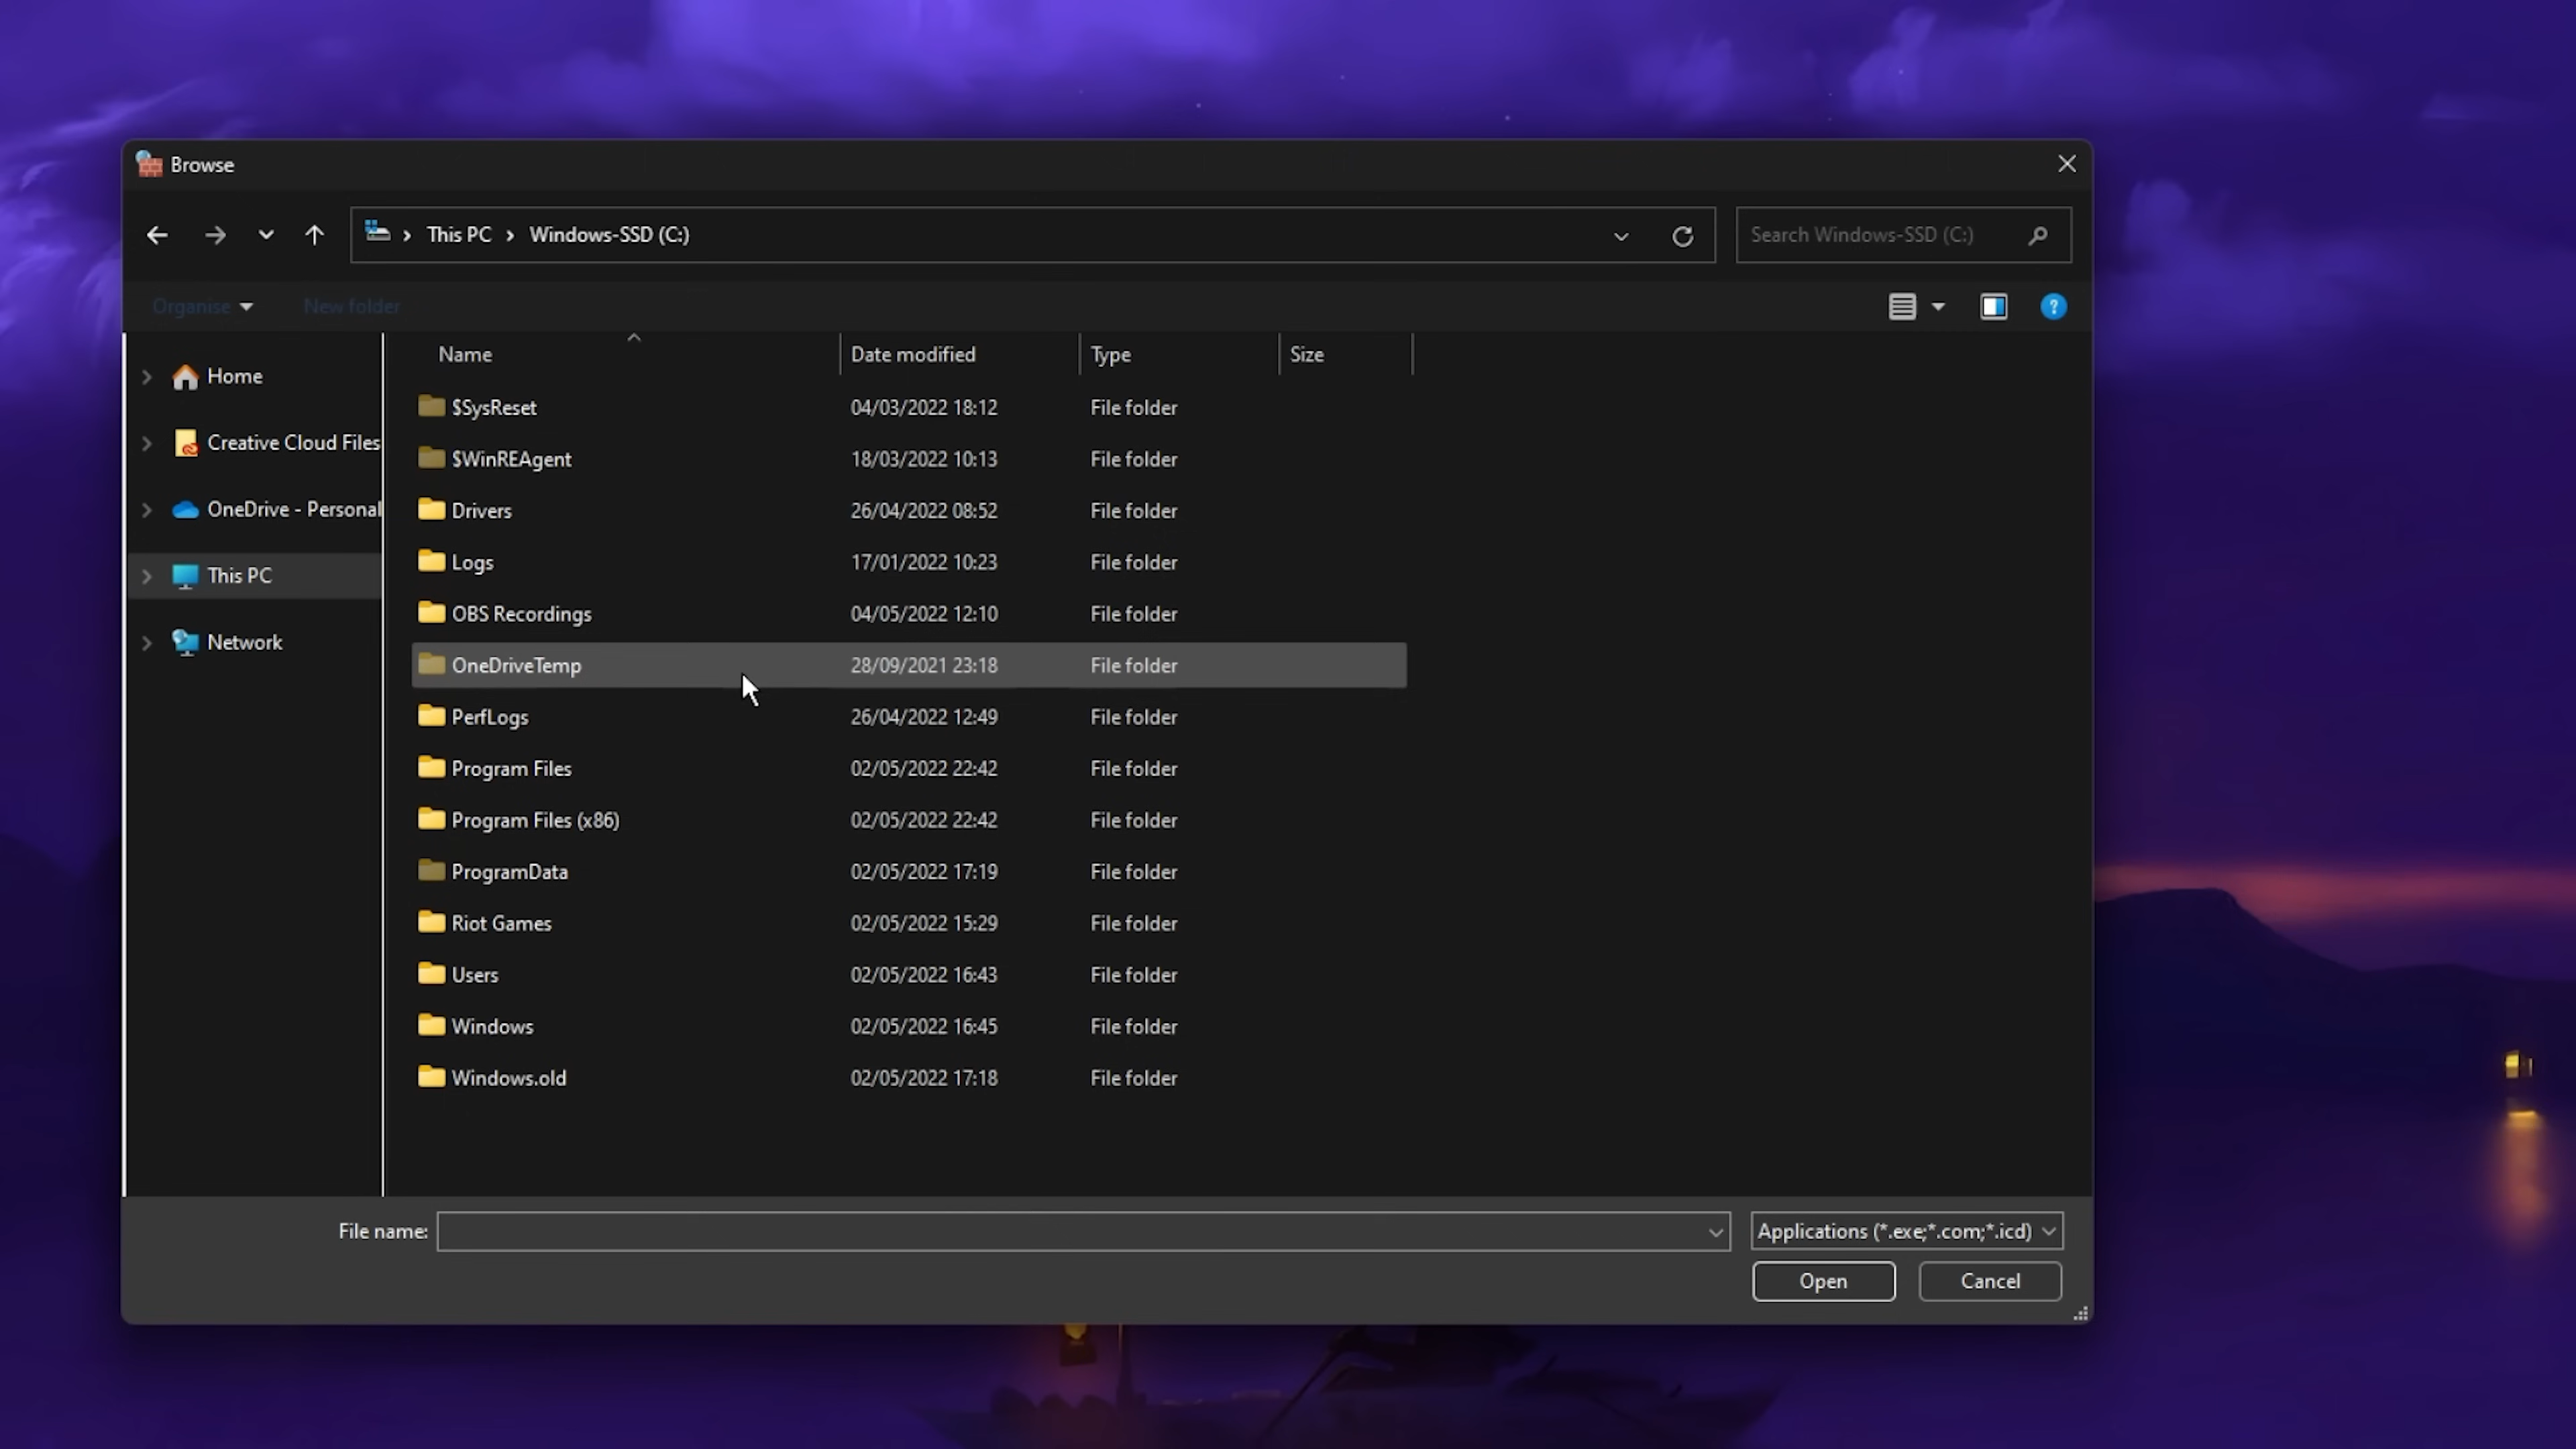 Browse
This PC Windows-SSD (C:)
Search Windows-SSD (C:)
Organise New folder
Name Date modified Type Size
Home
Creative Cloud Files
OneDrive - Personal
This PC
Network
$SysReset 04/03/2022 18:12 File folder
$WinREAgent 18/03/2022 10:13 File folder
Drivers 26/04/2022 08:52 File folder
Logs 17/01/2022 10:23 File folder
OBS Recordings 04/05/2022 12:10 File folder
OneDriveTemp 28/09/2021 23:18 File folder
PerfLogs 26/04/2022 12:49 File folder
Program Files 02/05/2022 22:42 File folder
Program Files (x86) 02/05/2022 22:42 File folder
ProgramData 02/05/2022 17:19 File folder
Riot Games 02/05/2022 15:29 File folder
Users 02/05/2022 16:43 File folder
Windows 02/05/2022 16:45 File folder
Windows.old 02/05/2022 17:18 File folder
File name: Applications (*.exe;*.com;*.icd)
Open Cancel